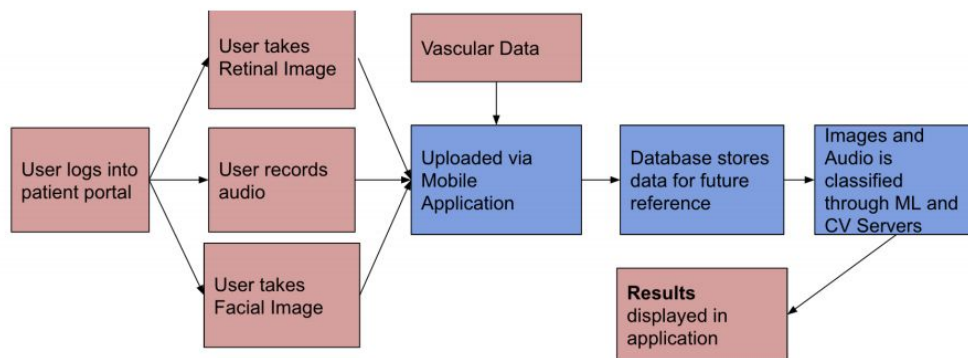 User logs into
patient portal
User takes
Retinal Image
User records
audio
User takes
Facial Image
Vascular Data
Uploaded via
Mobile
Application
Database stores
data for future
reference
Images and
Audio is
classified
through ML and
CV Servers
Results
displayed in
application